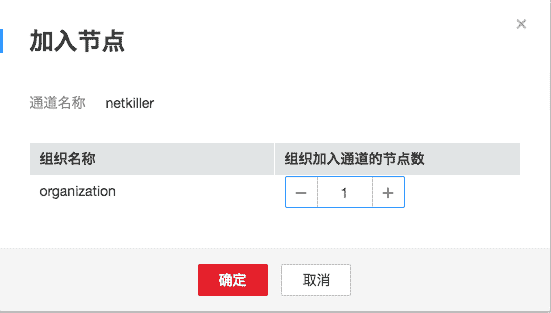 加入节点
×
通道名称 netkiller
组织名称 组织加入通道的节点数
organization − 1 +
确定 取消